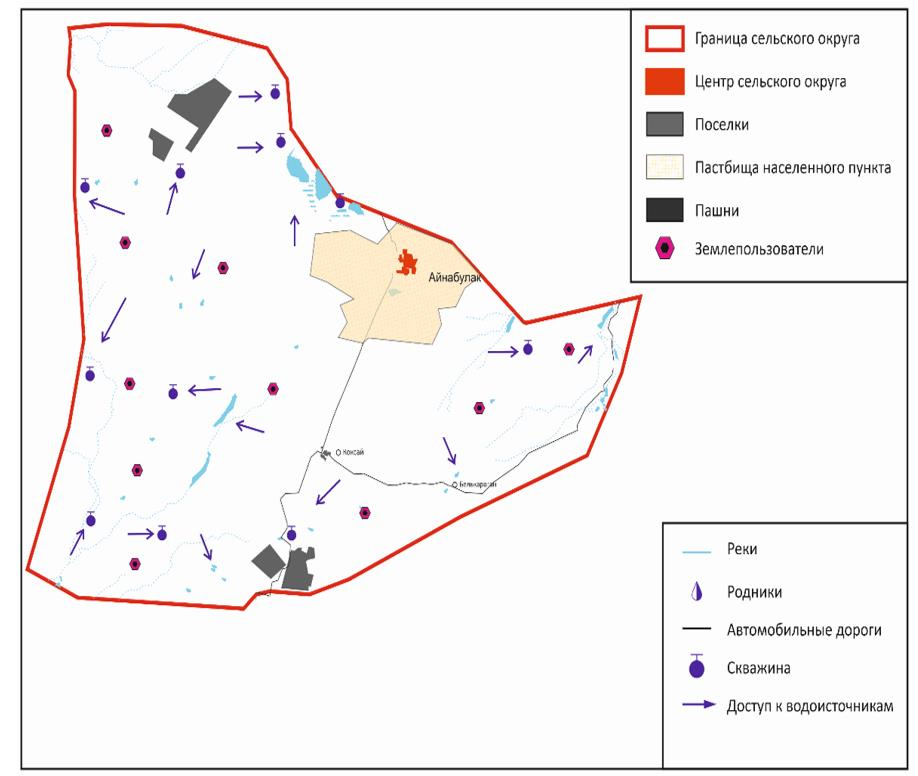 Граница сельского округа
Центр сельского округа
Поселки
Пастбища населенного пункта
Пашни
Землепользователи
Айнабулак
Коксай
Реки
Родники
Автомобильные дороги
Скважина
Доступ к водоисточникам